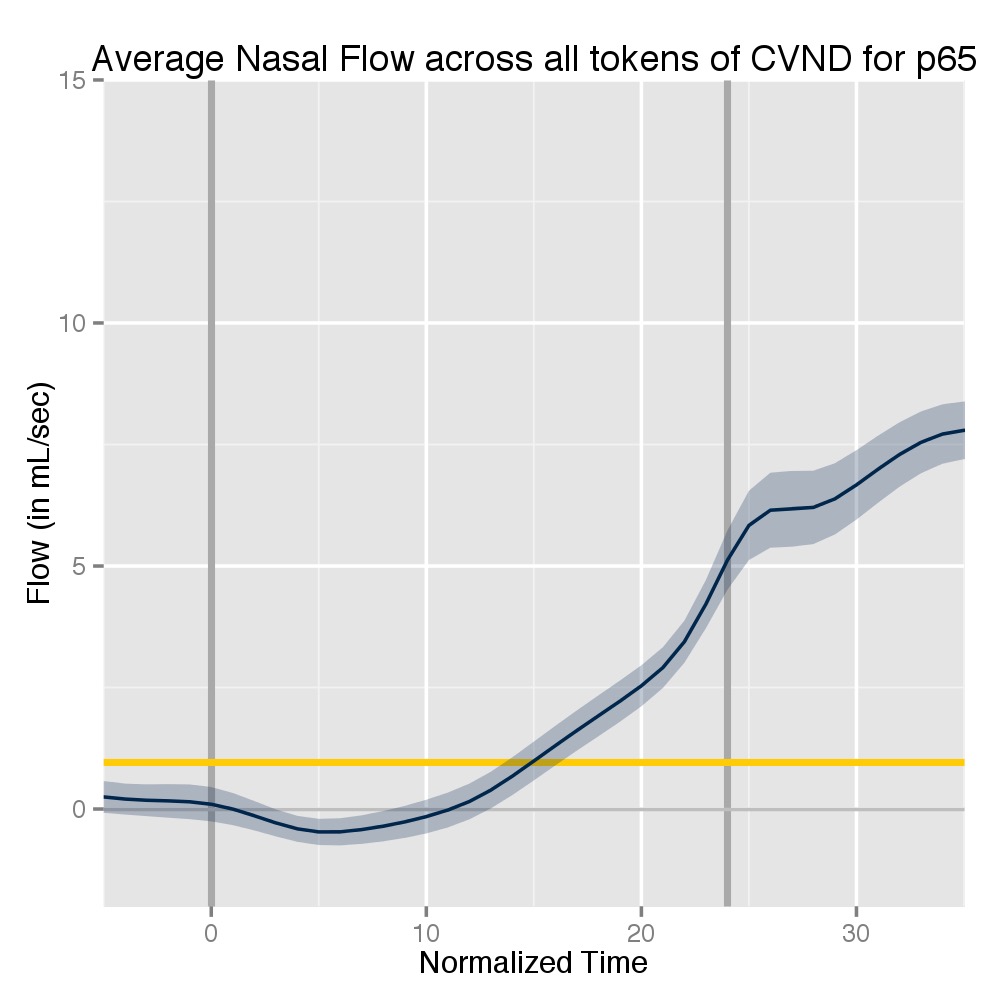 Average Nasal Flow across all tokens of CVND for p65
15
10
5
0
Flow (in mL/sec)
0 10 20 30
Normalized Time